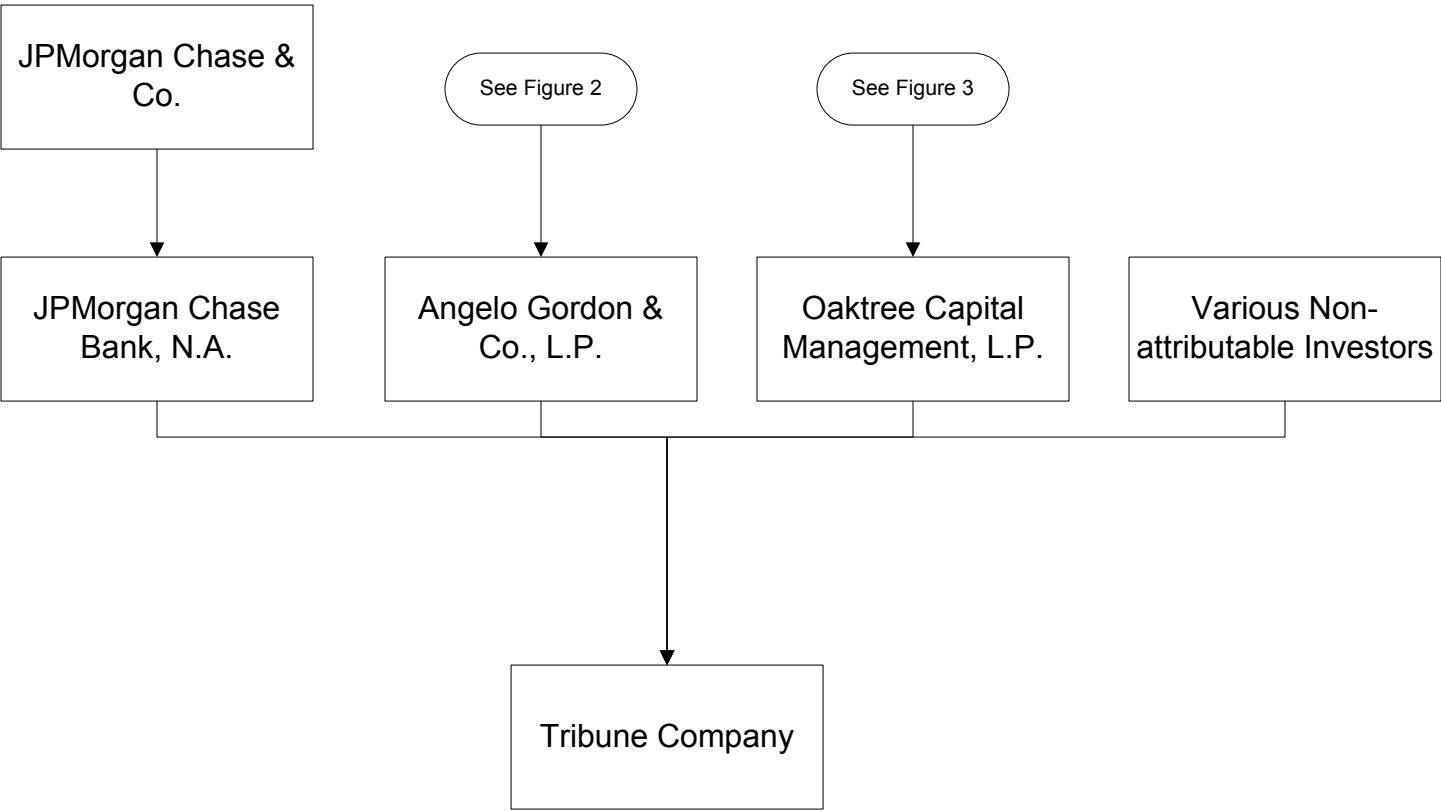 JPMorgan Chase &
Co.
See Figure 2
See Figure 3
JPMorgan Chase
Bank, N.A.
Angelo Gordon &
Co., L.P.
Oaktree Capital
Management, L.P.
Various Non-
attributable Investors
Tribune Company